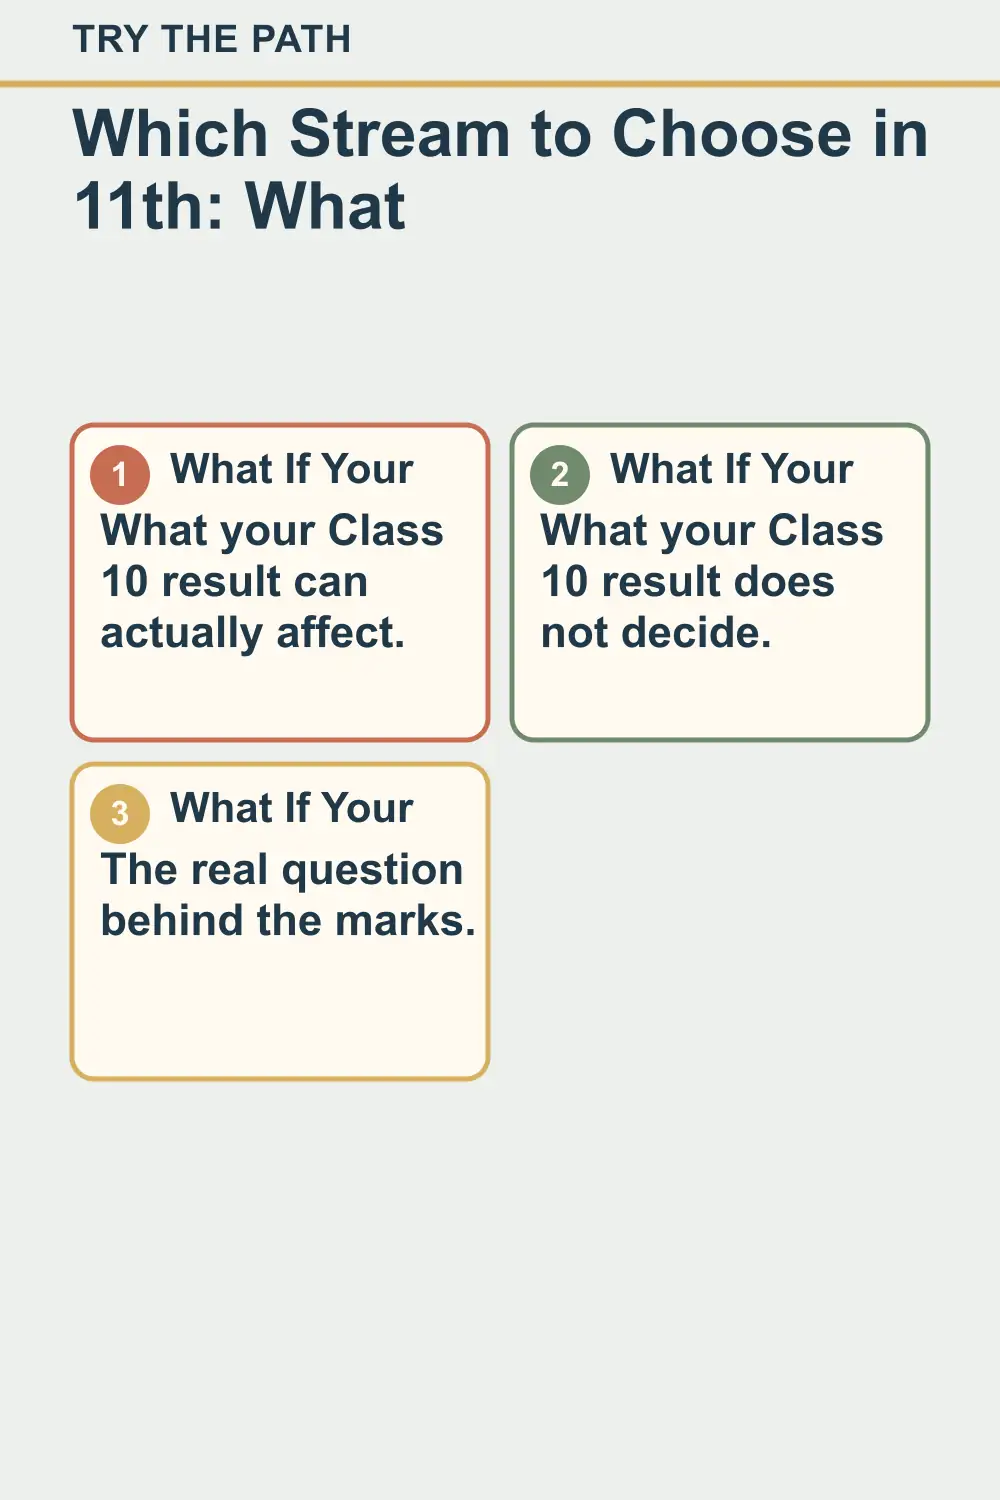 TRY THE PATH
Which Stream to Choose in
11th: What
1 What If Your
What your Class
10 result can
actually affect.
2 What If Your
What your Class
10 result does
not decide.
3 What If Your
The real question
behind the marks.